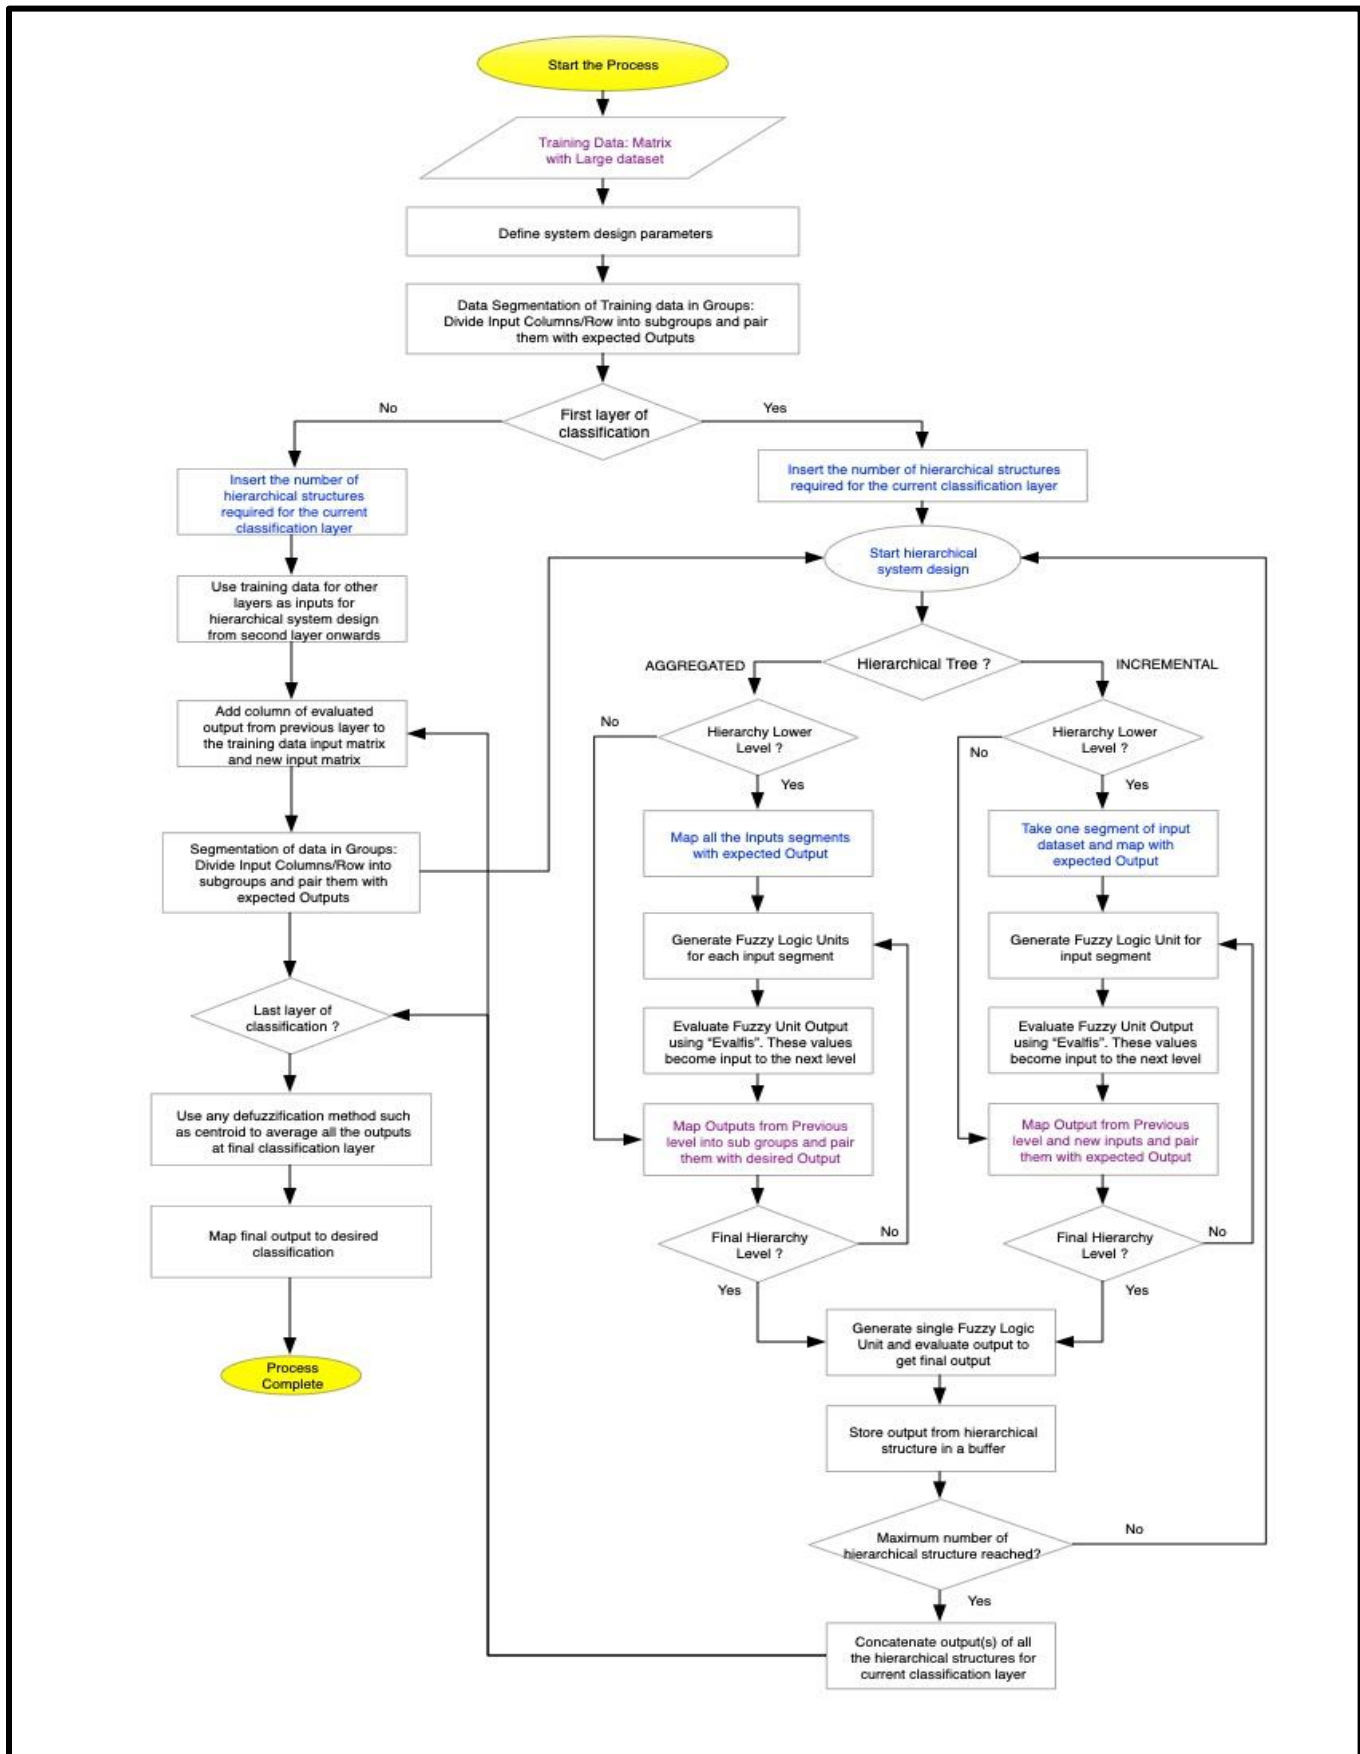 Start the Process
Training Data: Matrix
with Large dataset
Define system design parameters
Data Segmentation of Training data in Groups:
Divide Input Columns/Row into subgroups and pair
them with expected Outputs
First layer of
classification
No
Yes
Insert the number of
hierarchical structures
required for the current
classification layer
Use training data for other
layers as inputs for
hierarchical system design
from second layer onwards
Add column of evaluated
output from previous layer to
the training data input matrix
and new input matrix
Segmentation of data in Groups:
Divide Input Columns/Row into
subgroups and pair them with
expected Outputs
Last layer of
classification ?
Use any defuzzification method such
as centroid to average all the outputs
at final classification layer
Map final output to desired
classification
Process
Complete
Insert the number of hierarchical structures
required for the current classification layer
Start hierarchical
system design
Hierarchical Tree ?
AGGREGATED
INCREMENTAL
Hierarchy Lower
Level ?
No
Yes
Map all the Inputs segments
with expected Output
Generate Fuzzy Logic Units
for each input segment
Evaluate Fuzzy Unit Output
using “Evalfis”. These values
become input to the next level
Map Outputs from Previous
level into sub groups and pair
them with desired Output
Final Hierarchy
Level ?
No
Yes
Hierarchy Lower
Level ?
No
Yes
Take one segment of input
dataset and map with
expected Output
Generate Fuzzy Logic Unit for
input segment
Evaluate Fuzzy Unit Output
using “Evalfis”. These values
become input to the next level
Map Output from Previous
level and new inputs and pair
them with expected Output
Final Hierarchy
Level ?
No
Yes
Generate single Fuzzy Logic
Unit and evaluate output to
get final output
Store output from hierarchical
structure in a buffer
Maximum number of
hierarchical structure reached?
No
Yes
Concatenate output(s) of all
the hierarchical structures for
current classification layer